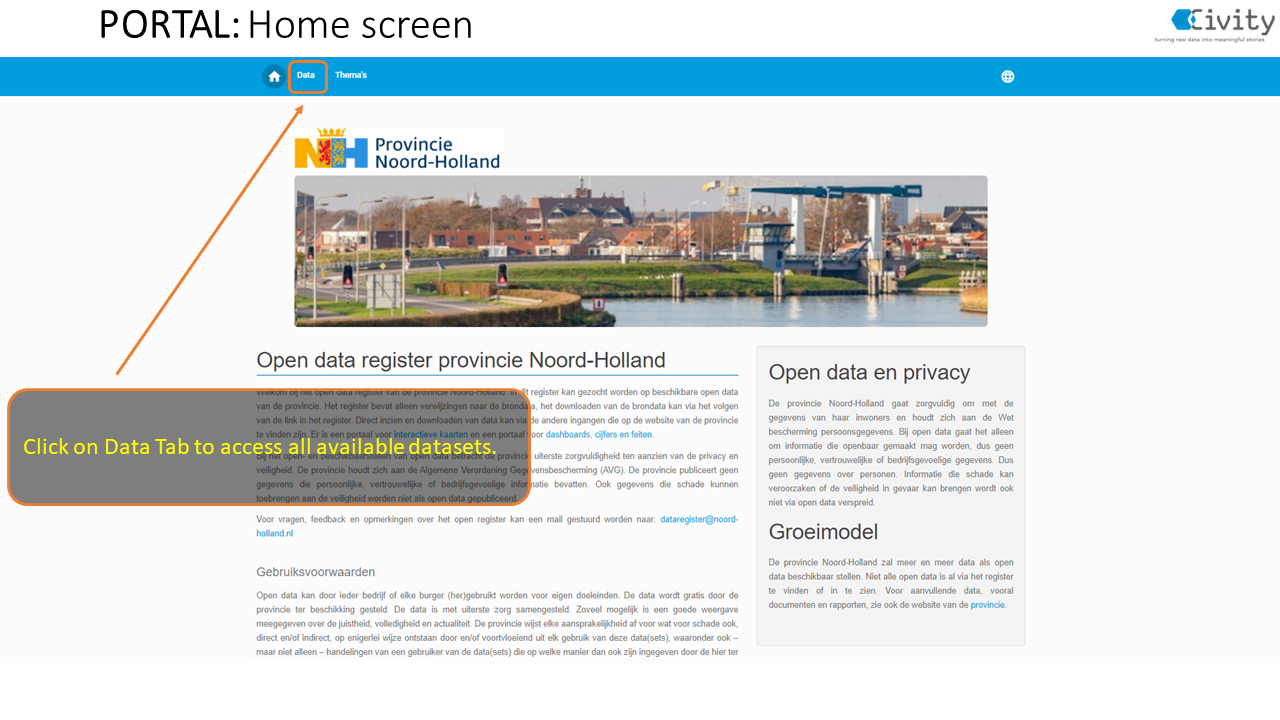 PORTAL: Home screen
Civity
turning raw data into meaningful stories
Data
Thema's
Provincie
Noord-Holland
Open data register provincie Noord-Holland
Welkom bij het open data register van de provincie Noord-Holland. In dit register kan gezocht worden op beschikbare open data
van de provincie. Het register bevat alleen verwijzingen naar de brondata, het downloaden van de brondata kan via het volgen
van de link in het register. Direct inzien en downloaden van data kan via de andere ingangen die op de website van de provincie
te vinden zijn. Er is een portaal voor interactieve kaarten en een portaal voor dashboards, cijfers en feiten.
Bij het open- en beschikbaarstellen van open data betracht de provincie uiterste zorgvuldigheid ten aanzien van de privacy en
veiligheid. De provincie houdt zich aan de Algemene Verordening Gegevensbescherming (AVG). De provincie publiceert geen
gegevens die persoonlijke, vertrouwelijke of bedrijfsgevoelige informatie bevatten. Ook gegevens die schade kunnen
toebrengen aan de veiligheid worden niet als open data gepubliceerd.
Click on Data Tab to access all available datasets.
Voor vragen, feedback en opmerkingen over het open register kan een mail gestuurd worden naar: dataregister@noord-
holland.nl
Gebruiksvoorwaarden
Open data kan door ieder bedrijf of elke burger (her)gebruikt worden voor eigen doeleinden. De data wordt gratis door de
provincie ter beschikking gesteld. De data is met uiterste zorg samengesteld. Zoveel mogelijk is een goede weergave
meegegeven over de juistheid, volledigheid en actualiteit. De provincie wijst elke aansprakelijkheid af voor wat voor schade ook,
direct en/of indirect, op enigerlei wijze ontstaan door en/of voortvloeiend uit elk gebruik van deze data(sets), waaronder ook –
maar niet alleen – handelingen van een gebruiker van de data(sets) die op welke manier dan ook zijn ingegeven door de hier ter
Open data en privacy
De provincie Noord-Holland gaat zorgvuldig om met de
gegevens van haar inwoners en houdt zich aan de Wet
bescherming persoonsgegevens. Bij open data gaat het alleen
om informatie die openbaar gemaakt mag worden, dus geen
persoonlijke, vertrouwelijke of bedrijfsgevoelige gegevens. Dus
geen gegevens over personen. Informatie die schade kan
veroorzaken of de veiligheid in gevaar kan brengen wordt ook
niet via open data verspreid.
Groeimodel
De provincie Noord-Holland zal meer en meer data als open
data beschikbaar stellen. Niet alle open data is al via het register
te vinden of in te zien. Voor aanvullende data, vooral
documenten en rapporten, zie ook de website van de provincie.